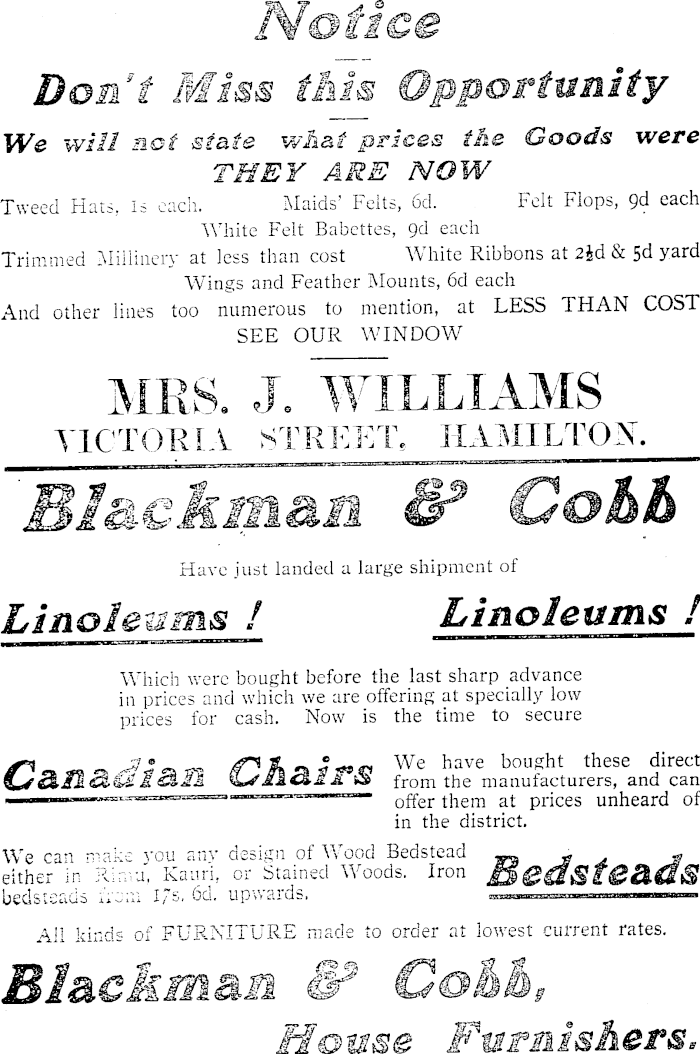 Notice
Don't Miss this Opportunity
We will not state what prices the Goods were
THEY ARE NOW
Tweed Hats, 1s each. Maids' Felts, 6d. Felt Flops, 9d each
White Felt Babettes, 9d each
Trimmed Millinery at less than cost White Ribbons at 2½d & 5d yard
Wings and Feather Mounts, 6d each
And other lines too numerous to mention, at LESS THAN COST
SEE OUR WINDOW
MRS. J. WILLIAMS
VICTORIA STREET, HAMILTON.
Blackman & Cobb
Have just landed a large shipment of
Linoleums ! Linoleums !
Which were bought before the last sharp advance
in prices and which we are offering at specially low
prices for cash. Now is the time to secure
Canadian Chairs
We have bought these direct
from the manufacturers, and can
offer them at prices unheard of
in the district.
We can make you any design of Wood Bedstead
either in Rimu, Kauri, or Stained Woods. Iron
bedsteads from 17s. 6d. upwards.
Bedsteads
All kinds of FURNITURE made to order at lowest current rates.
Blackman & Cobb,
House Furnishers.